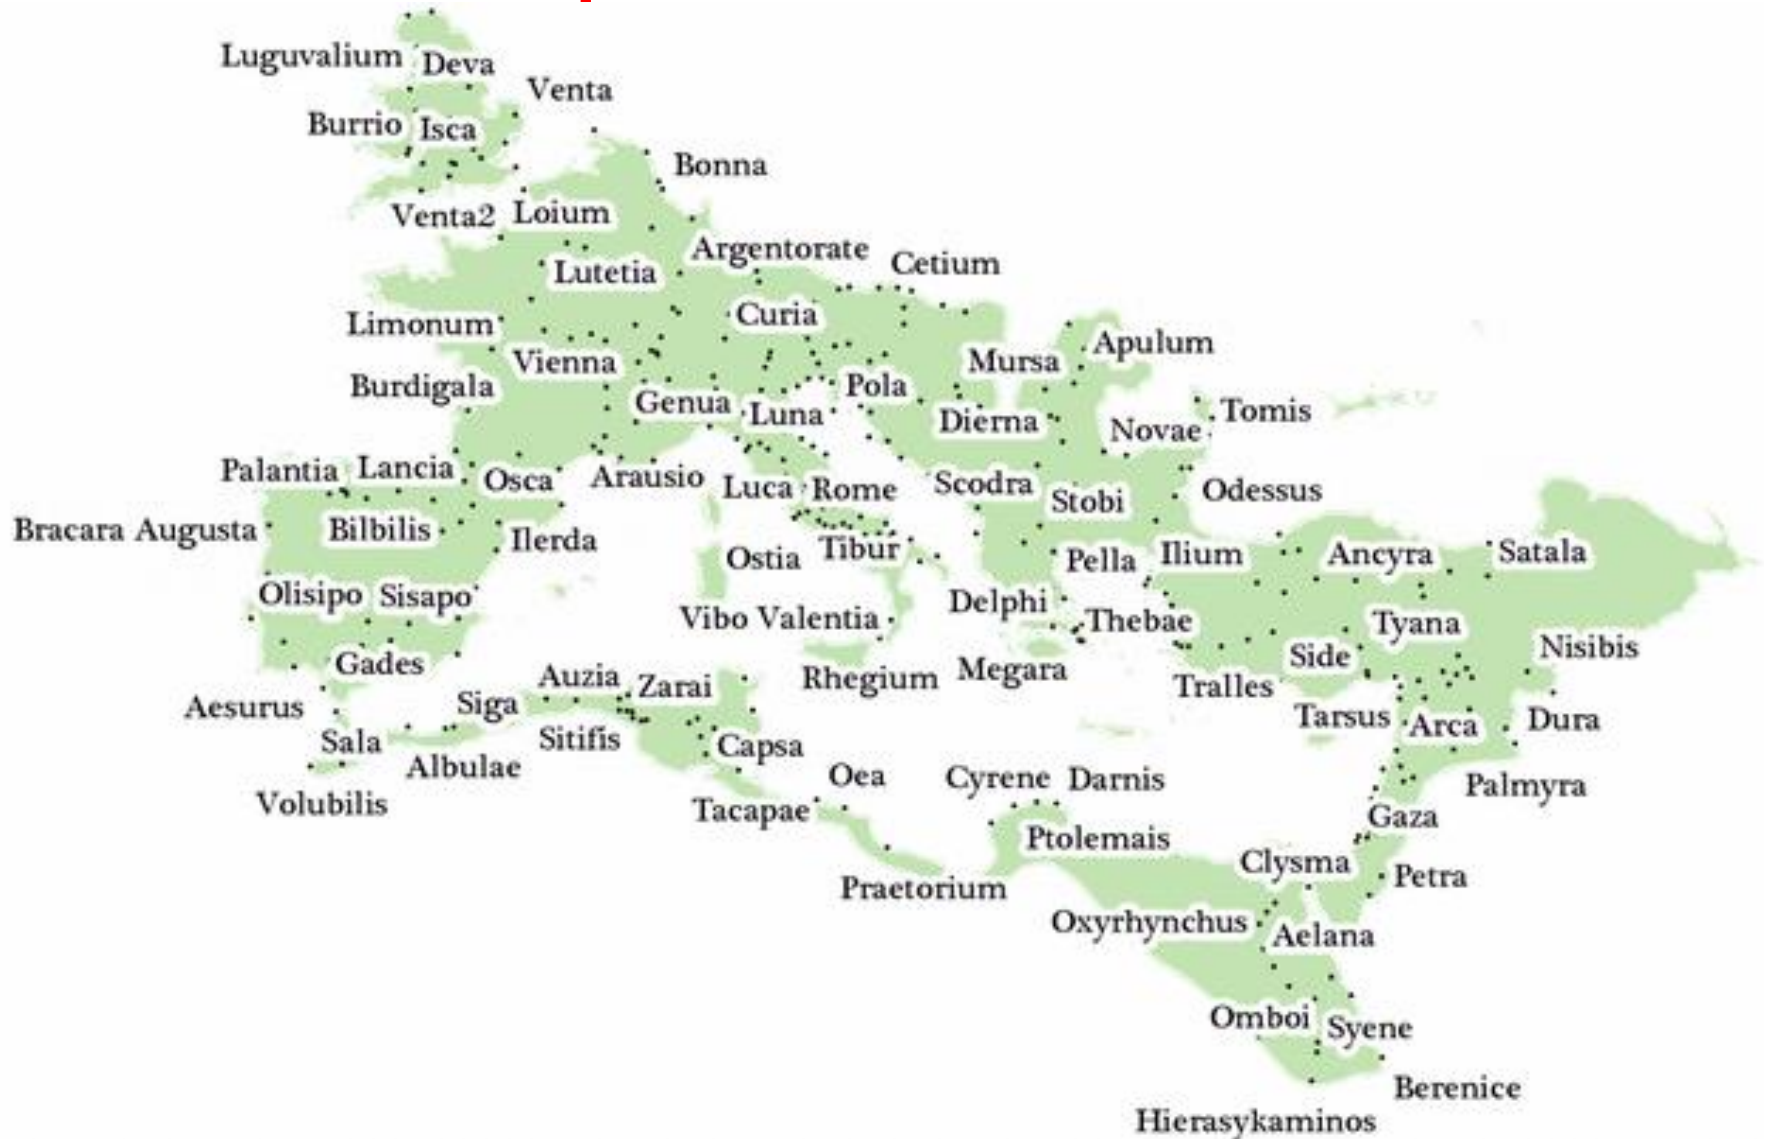 Luguvalium
Deva
Venta
Burrio
Isca
Bonna
Venta2
Loium
Argentorate
Cetium
Lutetia
Curia
Limonum
Apulum
Vienna
Mursa
Burdigala
Pola
Genua
Luna
Tomis
Dierna
Novae
Palantia
Lancia
Osca
Arausio
Luca
Rome
Scodra
Stobi
Odessus
Bracara Augusta
Bilbilis
Ilerda
Ostia
Tibur
Pella
Ilium
Ancyra
Satala
Olisipo
Sisapo
Delphi
Vibo Valentia
Thebae
Tyana
Gades
Side
Nisibis
Auzia
Zarai
Rhegium
Megara
Tralles
Aesurus
Siga
Tarsus
Arca
Dura
Sala
Sitifis
Capsa
Albulae
Oea
Cyrene
Darnis
Palmyra
Volubilis
Tacapae
Gaza
Ptolemais
Clysma
Petra
Praetorium
Oxyrhynchus
Aelana
Omboi
Syene
Berenice
Hierasykaminos